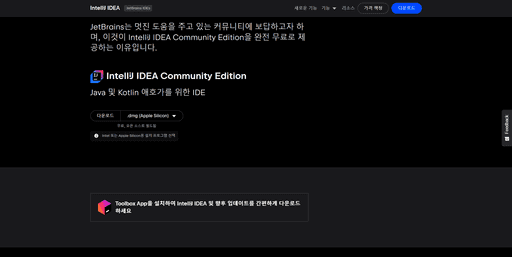 IntelliJ IDEA
JetBrains IDEs
새로운 기능
기능
리소스
가격 책정
다운로드
JetBrains는 멋진 도움을 주고 있는 커뮤니티에 보답하고자 하
며, 이것이 IntelliJ IDEA Community Edition을 완전 무료로 제
공하는 이유입니다.
IntelliJ IDEA Community Edition
Java 및 Kotlin 애호가를 위한 IDE
다운로드
.dmg (Apple Silicon)
무료, 오픈 소스로 빌드됨
Intel 또는 Apple Silicon용 설치 프로그램 선택
Feedback
Toolbox App을 설치하여 IntelliJ IDEA 및 향후 업데이트를 간편하게 다운로드
하세요